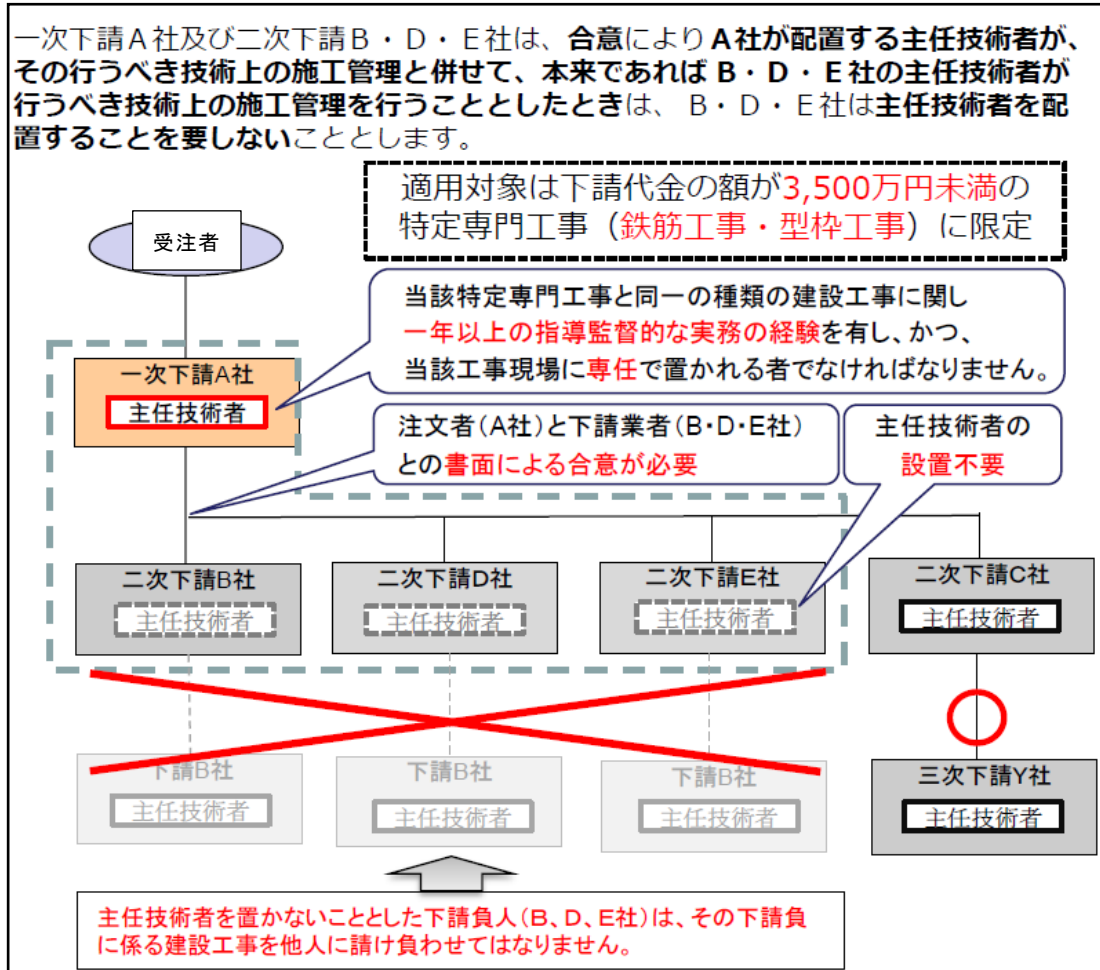 一次下請A社及び二次下請B・D・E社は、合意によりA社が配置する主任技術者が、
その行うべき技術上の施工管理と併せて、本来であれば B・D・E社の主任技術者が
行うべき技術上の施工管理を行うこととしたときは、 B・D・E社は主任技術者を配
置することを要しないこととします。
適用対象は下請代金の額が3,500万円未満の
特定専門工事（鉄筋工事・型枠工事）に限定
受注者
当該特定専門工事と同一の種類の建設工事に関し
一年以上の指導監督的な実務の経験を有し、かつ、
当該工事現場に専任で置かれる者でなければなりません。
一次下請A社
主任技術者
注文者(A社)と下請業者(B・D・E社)
との書面による合意が必要
主任技術者の
設置不要
二次下請B社
主任技術者
二次下請D社
主任技術者
二次下請E社
主任技術者
二次下請C社
主任技術者
下請B社
主任技術者
下請B社
主任技術者
下請B社
主任技術者
三次下請Y社
主任技術者
主任技術者を置かないこととした下請負人(B、D、E社)は、その下請負
に係る建設工事を他人に請け負わせてはなりません。